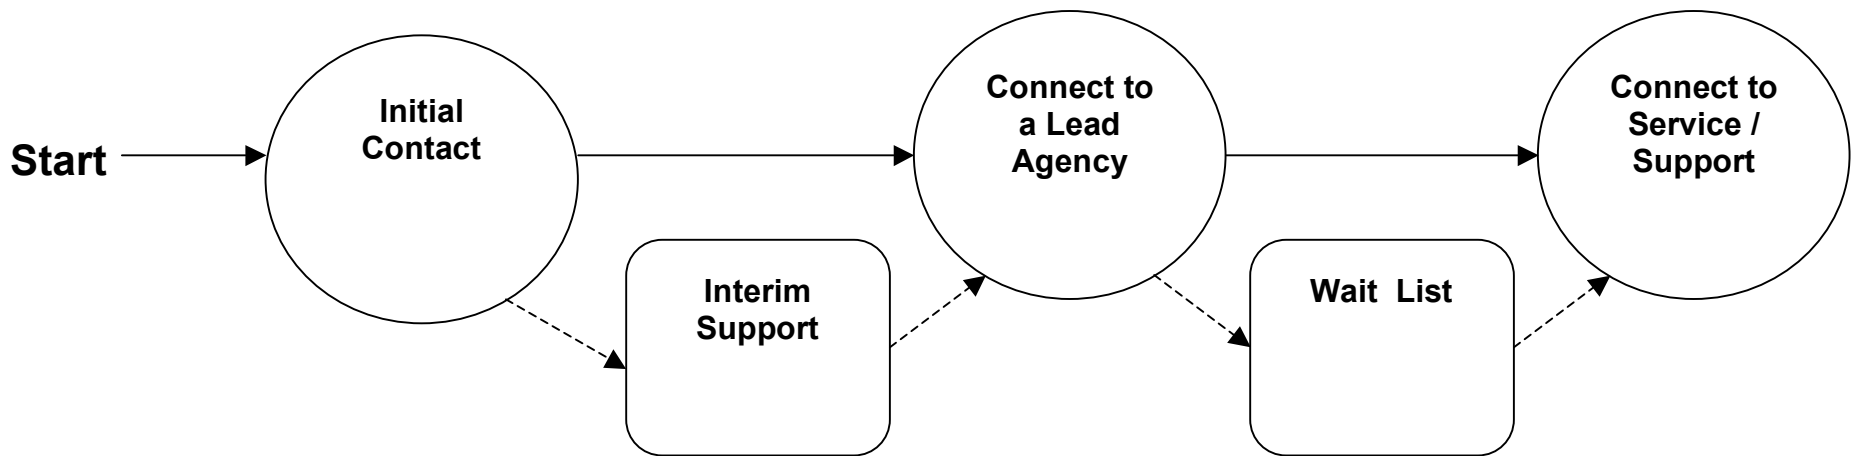 Start
Initial
Contact
Connect to
a Lead
Agency
Connect to
Service /
Support
Interim
Support
Wait  List